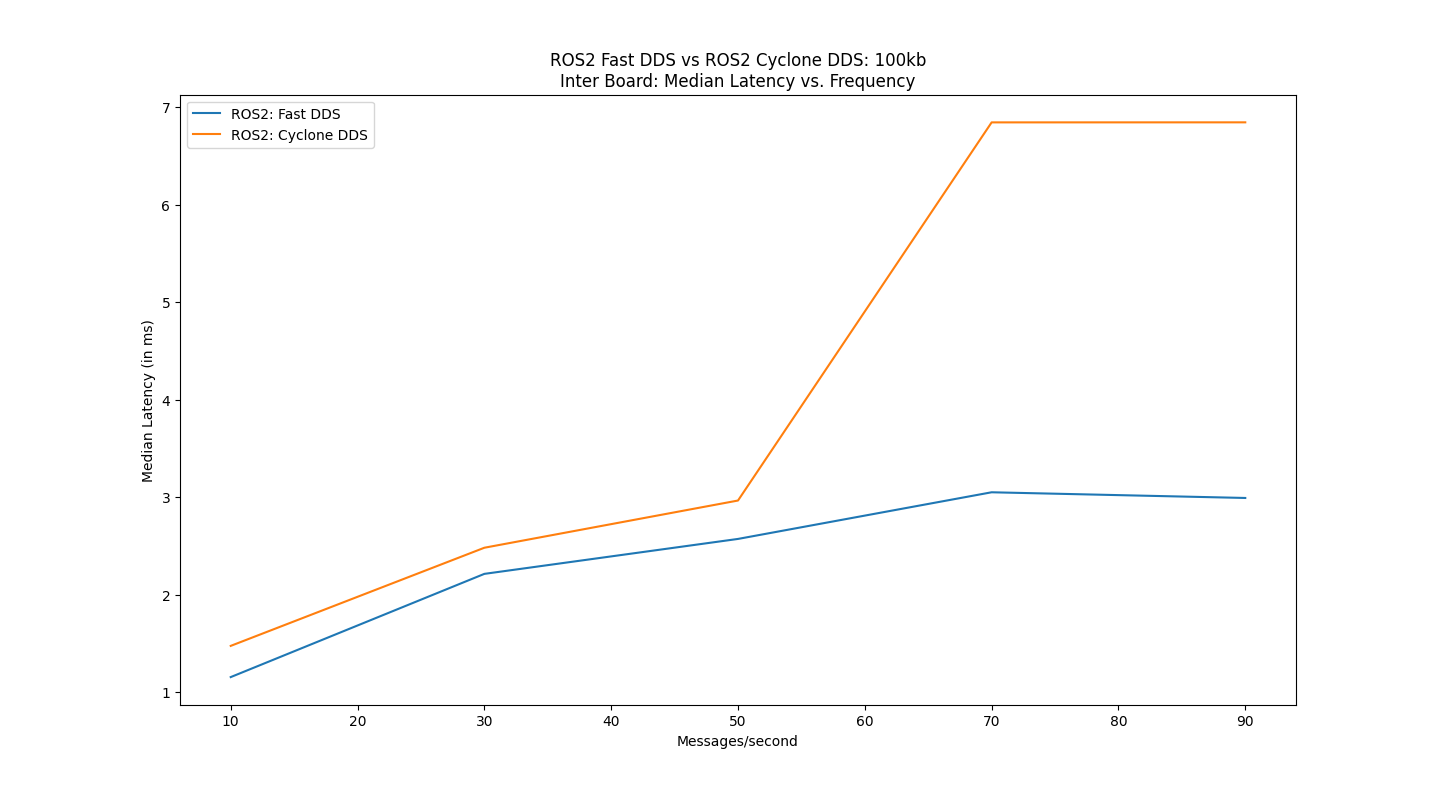 ROS2 Fast DDS vs ROS2 Cyclone DDS: 100kb
Inter Board: Median Latency vs. Frequency
ROS2: Fast DDS
ROS2: Cyclone DDS
Median Latency (in ms)
7
6
5
4
3
2
1
10 20 30 40 50 60 70 80 90
Messages/second